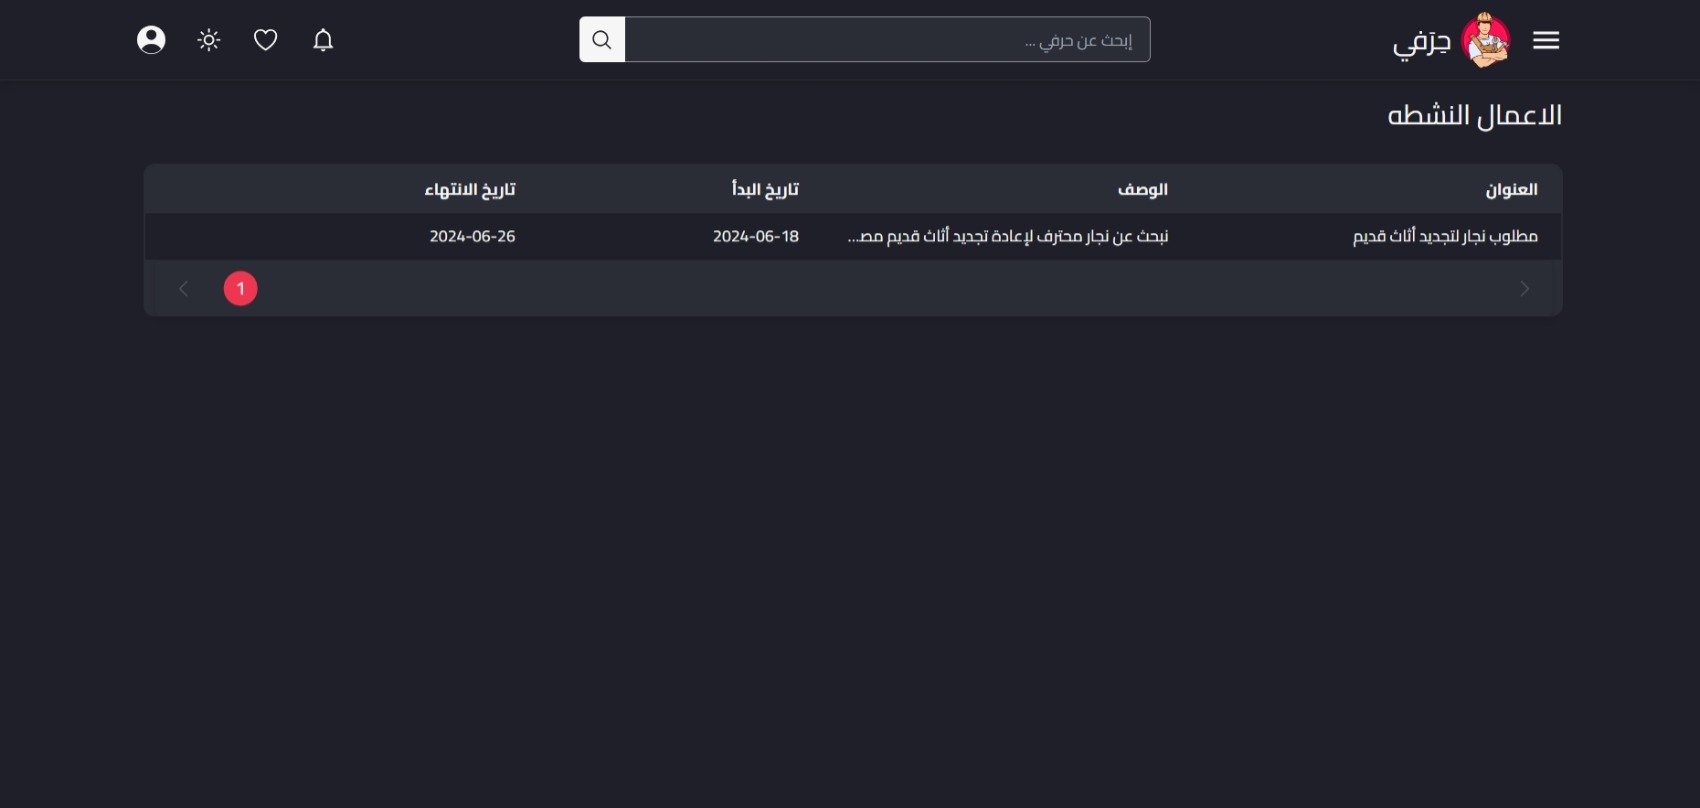 حِرَفي
إبحث عن حرفي ...
الاعمال النشطه
العنوان الوصف تاريخ البدأ تاريخ الانتهاء
مطلوب نجار لتجديد أثاث قديم نبحث عن نجار محترف لإعادة تجديد أثاث قديم مص... 2024-06-18 2024-06-26
1